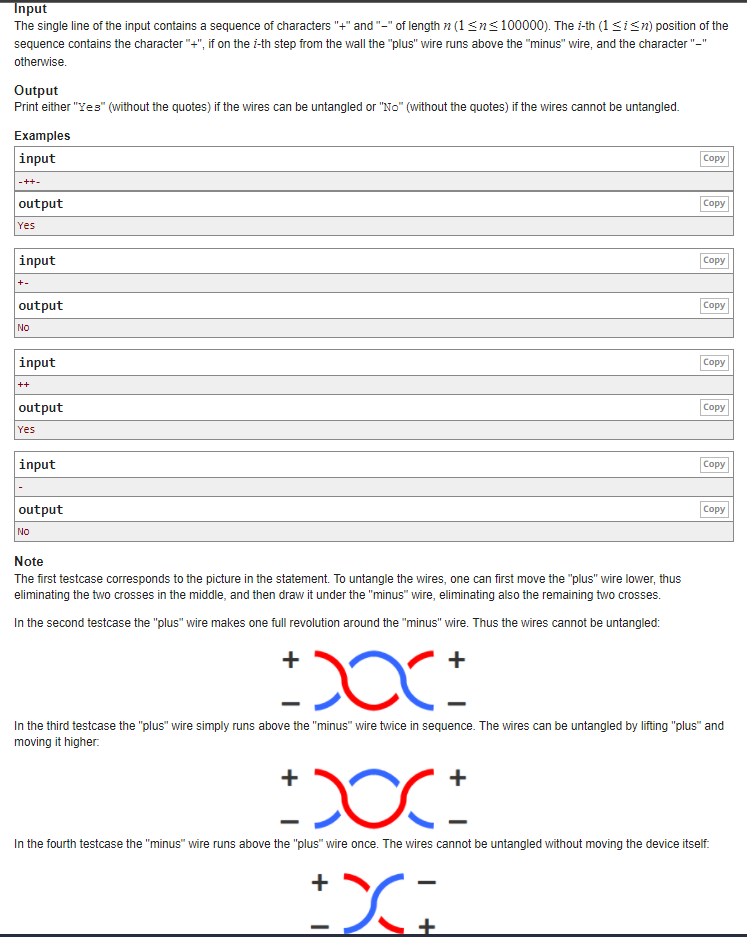 Input
The single line of the input contains a sequence of characters "+" and "-" of length n (1 ≤ n ≤ 100000). The i-th (1 ≤ i ≤ n) position of the
sequence contains the character "+", if on the i-th step from the wall the "plus" wire runs above the "minus" wire, and the character "-"
otherwise.
Output
Print either "Yes" (without the quotes) if the wires can be untangled or "No" (without the quotes) if the wires cannot be untangled.
Examples
input Copy
-++-
output Copy
Yes
input Copy
+-
output Copy
No
input Copy
++
output Copy
Yes
input Copy
-
output Copy
No
Note
The first testcase corresponds to the picture in the statement. To untangle the wires, one can first move the "plus" wire lower, thus
eliminating the two crosses in the middle, and then draw it under the "minus" wire, eliminating also the remaining two crosses.
In the second testcase the "plus" wire makes one full revolution around the "minus" wire. Thus the wires cannot be untangled:
+ +
− −
In the third testcase the "plus" wire simply runs above the "minus" wire twice in sequence. The wires can be untangled by lifting "plus" and
moving it higher:
+ +
− −
In the fourth testcase the "minus" wire runs above the "plus" wire once. The wires cannot be untangled without moving the device itself:
+ −
− +